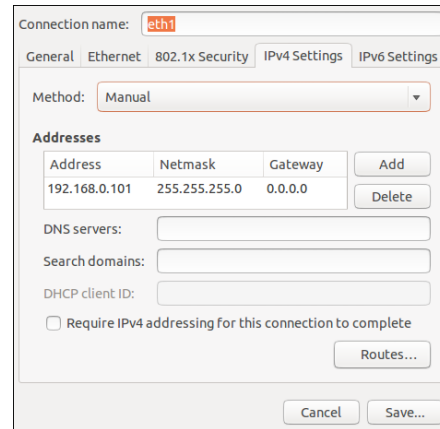 Connection name: eth1
General Ethernet 802.1x Security IPv4 Settings IPv6 Settings
Method: Manual
Addresses
Address Netmask Gateway Add
192.168.0.101 255.255.255.0 0.0.0.0 Delete
DNS servers:
Search domains:
DHCP client ID:
Require IPv4 addressing for this connection to complete
Routes...
Cancel Save...